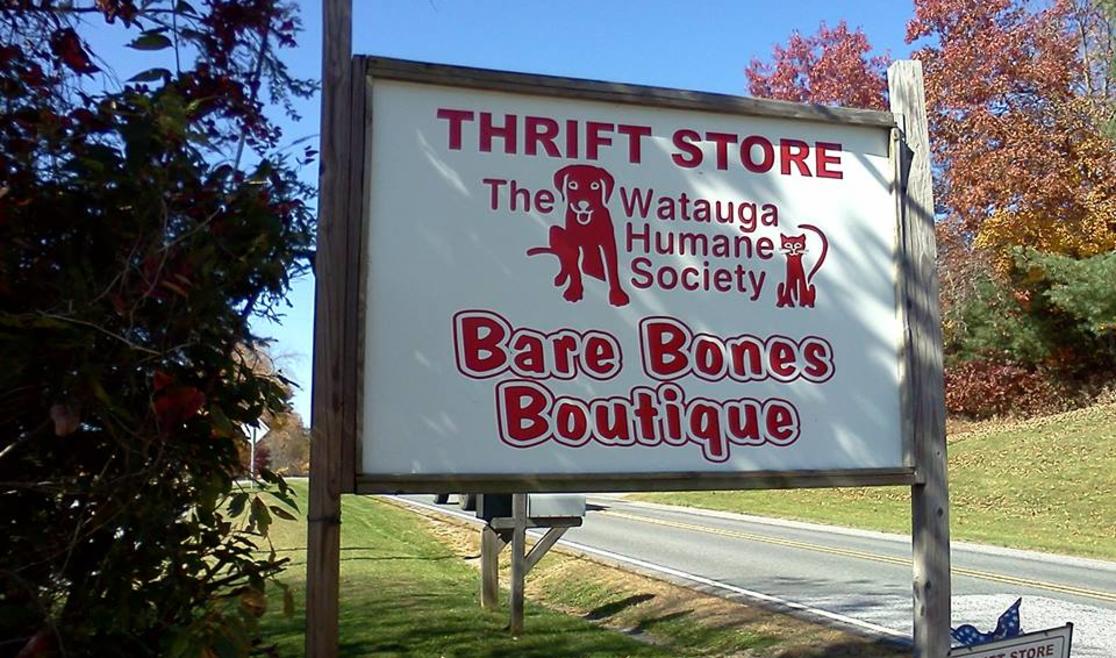 THRIFT STORE
The Watauga
Humane
Society
Bare Bones
Boutique
STORE